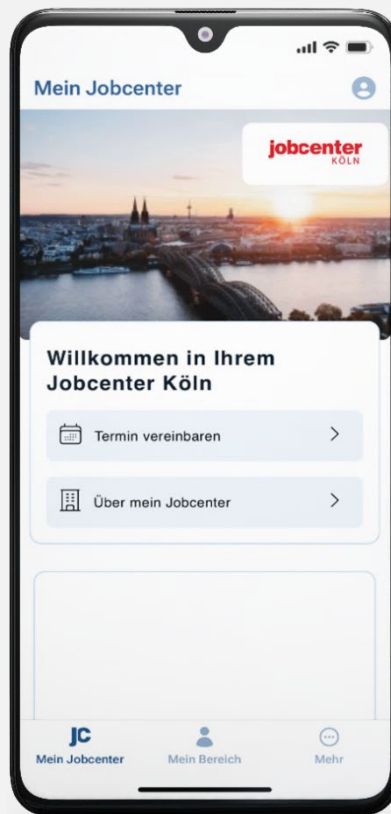 Mein Jobcenter
jobcenter
KÖLN
Willkommen in Ihrem
Jobcenter Köln
Termin vereinbaren
Über mein Jobcenter
JC
Mein Jobcenter
Mein Bereich
Mehr